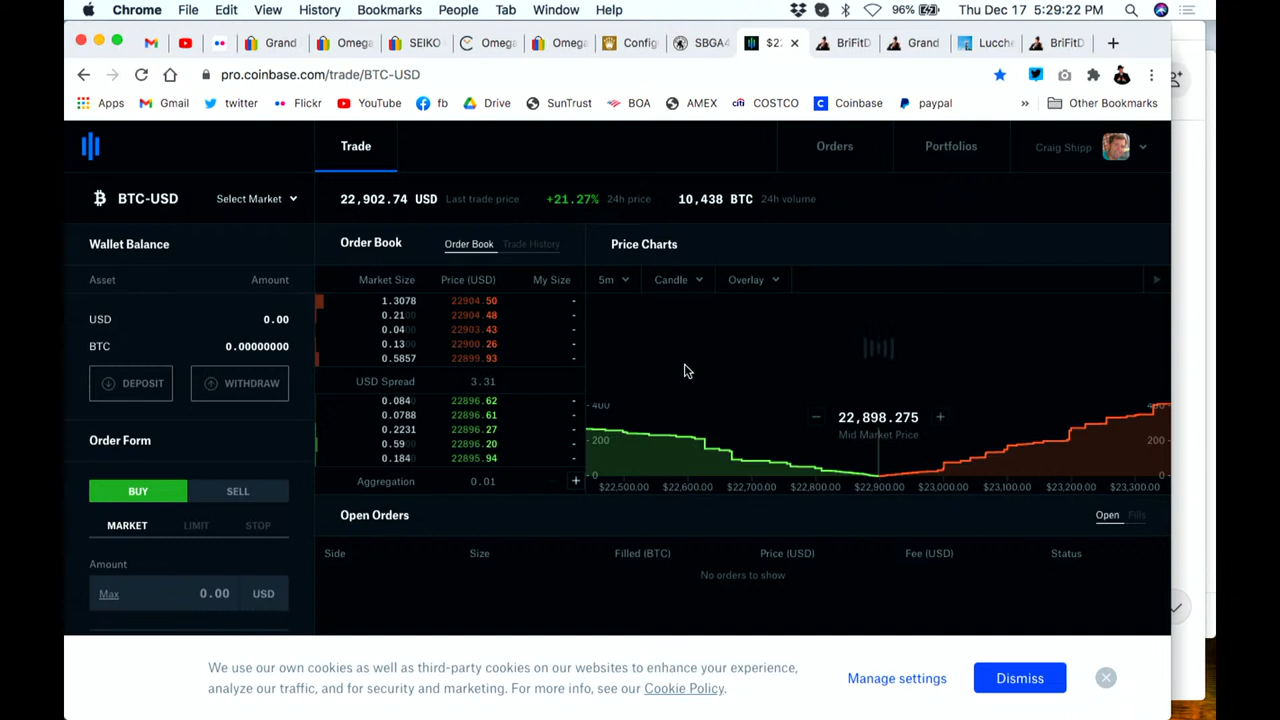 Chrome File Edit View History Bookmarks People Tab Window Help 96% Thu Dec 17 5:29:22 PM
Grand Omega SEIKO Omega Omega Config SBGA4 $2 BriFitD Grand Lucche BriFitD
pro.coinbase.com/trade/BTC-USD
Apps Gmail twitter Flickr YouTube fb Drive SunTrust BOA AMEX COSTCO Coinbase paypal » Other Bookmarks
Trade Orders Portfolios Craig Shipp
BTC-USD Select Market 22,902.74 USD Last trade price +21.27% 24h price 10,438 BTC 24h volume
Wallet Balance Order Book Order Book Trade History Price Charts
Asset Amount Market Size Price (USD) My Size 5m Candle Overlay
1.3078 22904.50 -
0.2100 22904.48 -
USD 0.00
0.0400 22903.43 -
BTC 0.00000000
0.1300 22900.26 -
0.5857 22899.93 -
DEPOSIT WITHDRAW
USD Spread 3.31
0.0840 22896.62 -
0.0788 22896.61 -
0.2231 22896.27 -
0.5900 22896.20 -
0.1840 22895.94 -
Aggregation 0.01 - +
400 400
− 22,898.275 +
Mid Market Price
200 200
0 0
$22,500.00 $22,600.00 $22,700.00 $22,800.00 $22,900.00 $23,000.00 $23,100.00 $23,200.00 $23,300.00
Order Form
BUY SELL
MARKET LIMIT STOP
Amount
Max 0.00 USD
Open Orders Open Fills
Side Size Filled (BTC) Price (USD) Fee (USD) Status
No orders to show
We use our own cookies as well as third-party cookies on our websites to enhance your experience,
analyze our traffic, and for security and marketing. For more info, see our Cookie Policy.
Manage settings Dismiss